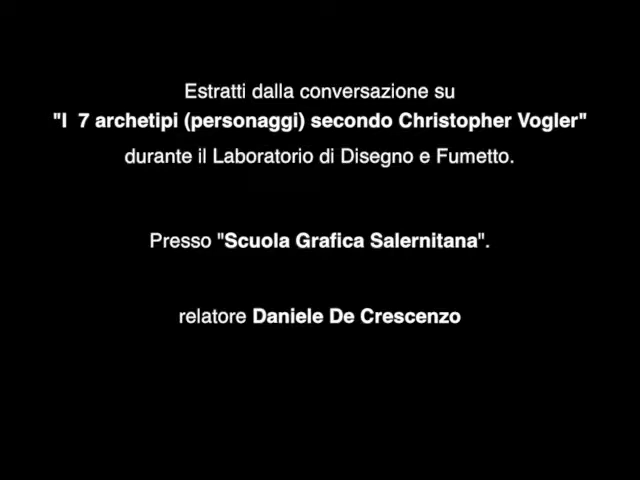 Estratti dalla conversazione su
"I 7 archetipi (personaggi) secondo Christopher Vogler"
durante il Laboratorio di Disegno e Fumetto.
Presso "Scuola Grafica Salernitana".
relatore Daniele De Crescenzo